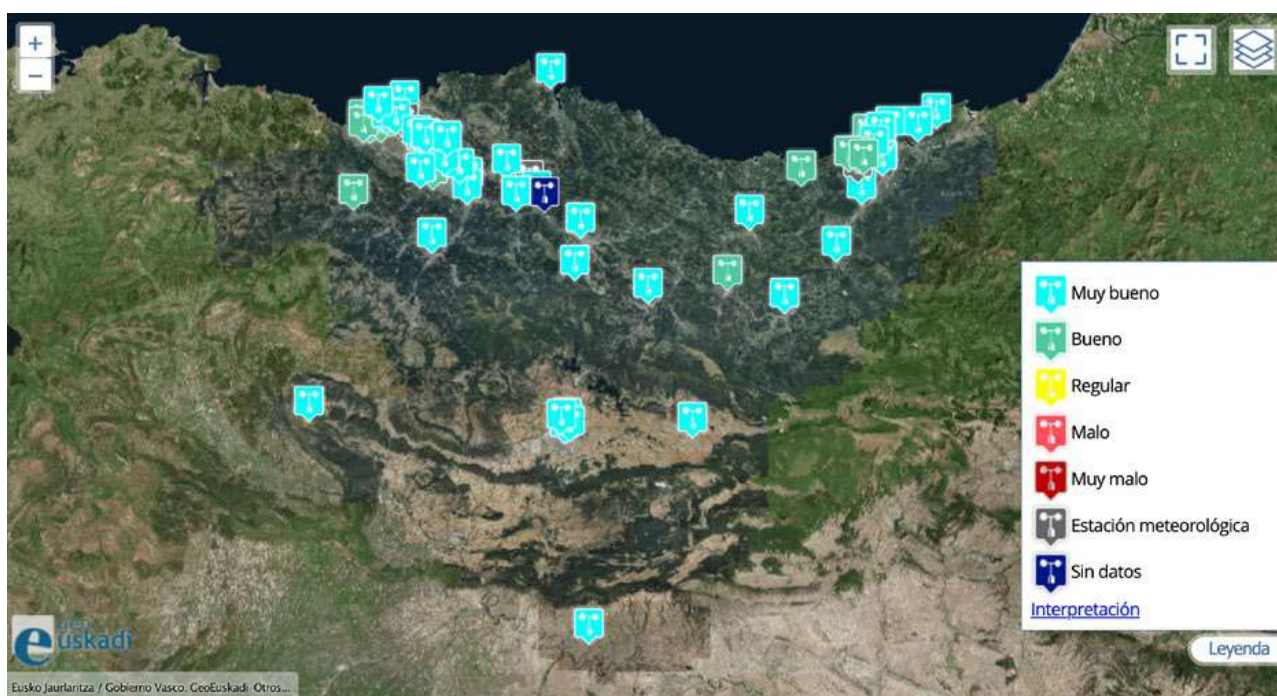 +
−
Muy bueno
Bueno
Regular
Malo
Muy malo
Estación meteorológica
Sin datos
Interpretación
euskadi
Leyenda
Eusko Jaurlaritza / Gobierno Vasco. GeoEuskadi Otros...